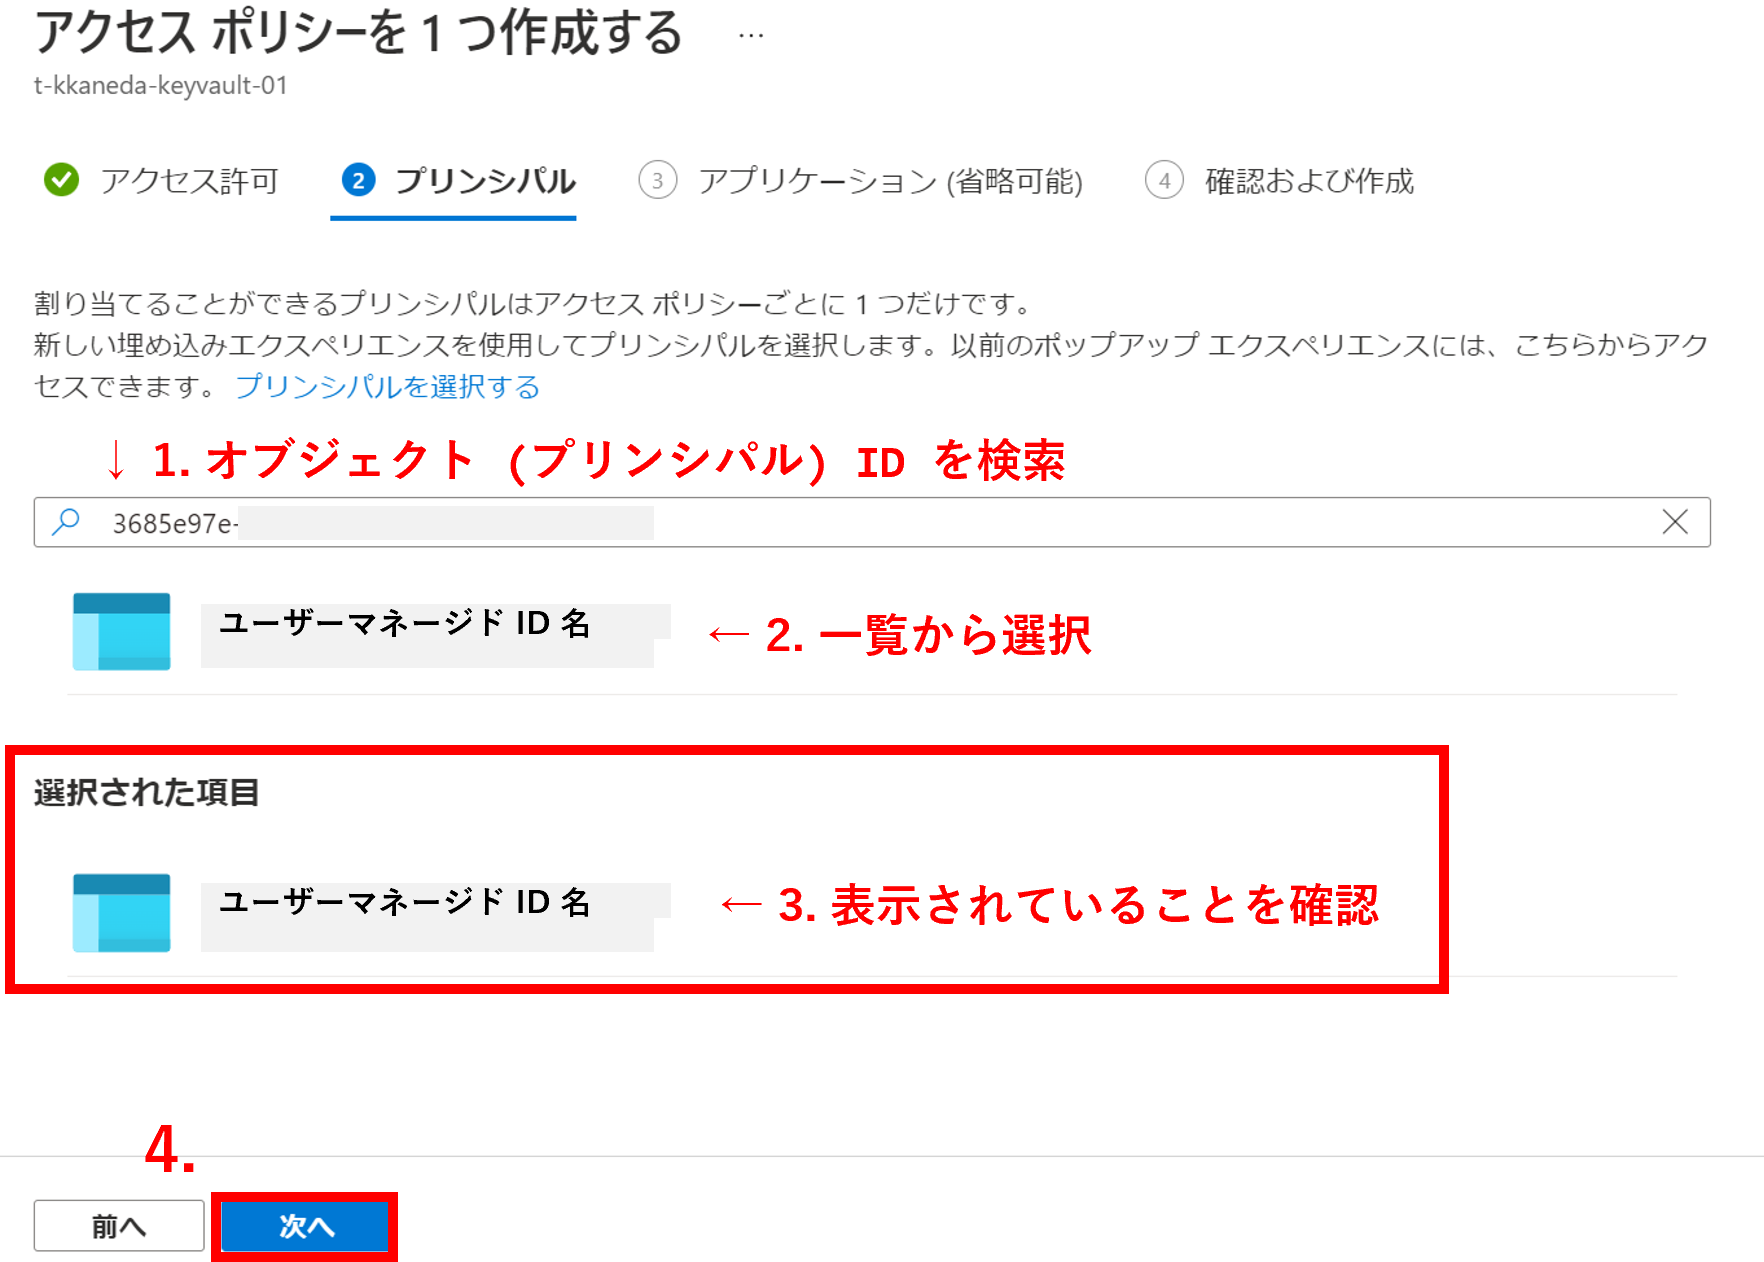 アクセス ポリシーを 1 つ作成する ...
t-kkaneda-keyvault-01
アクセス許可 2 プリンシパル 3 アプリケーション (省略可能) 4 確認および作成
割り当てることができるプリンシパルはアクセス ポリシーごとに 1 つだけです。
新しい埋め込みエクスペリエンスを使用してプリンシパルを選択します。以前のポップアップ エクスペリエンスには、こちらからアク
セスできます。 プリンシパルを選択する
↓ 1. オブジェクト (プリンシパル) ID を検索
3685e97e-
ユーザーマネージド ID 名 ← 2. 一覧から選択
選択された項目
ユーザーマネージド ID 名 ← 3. 表示されていることを確認
4.
前へ 次へ